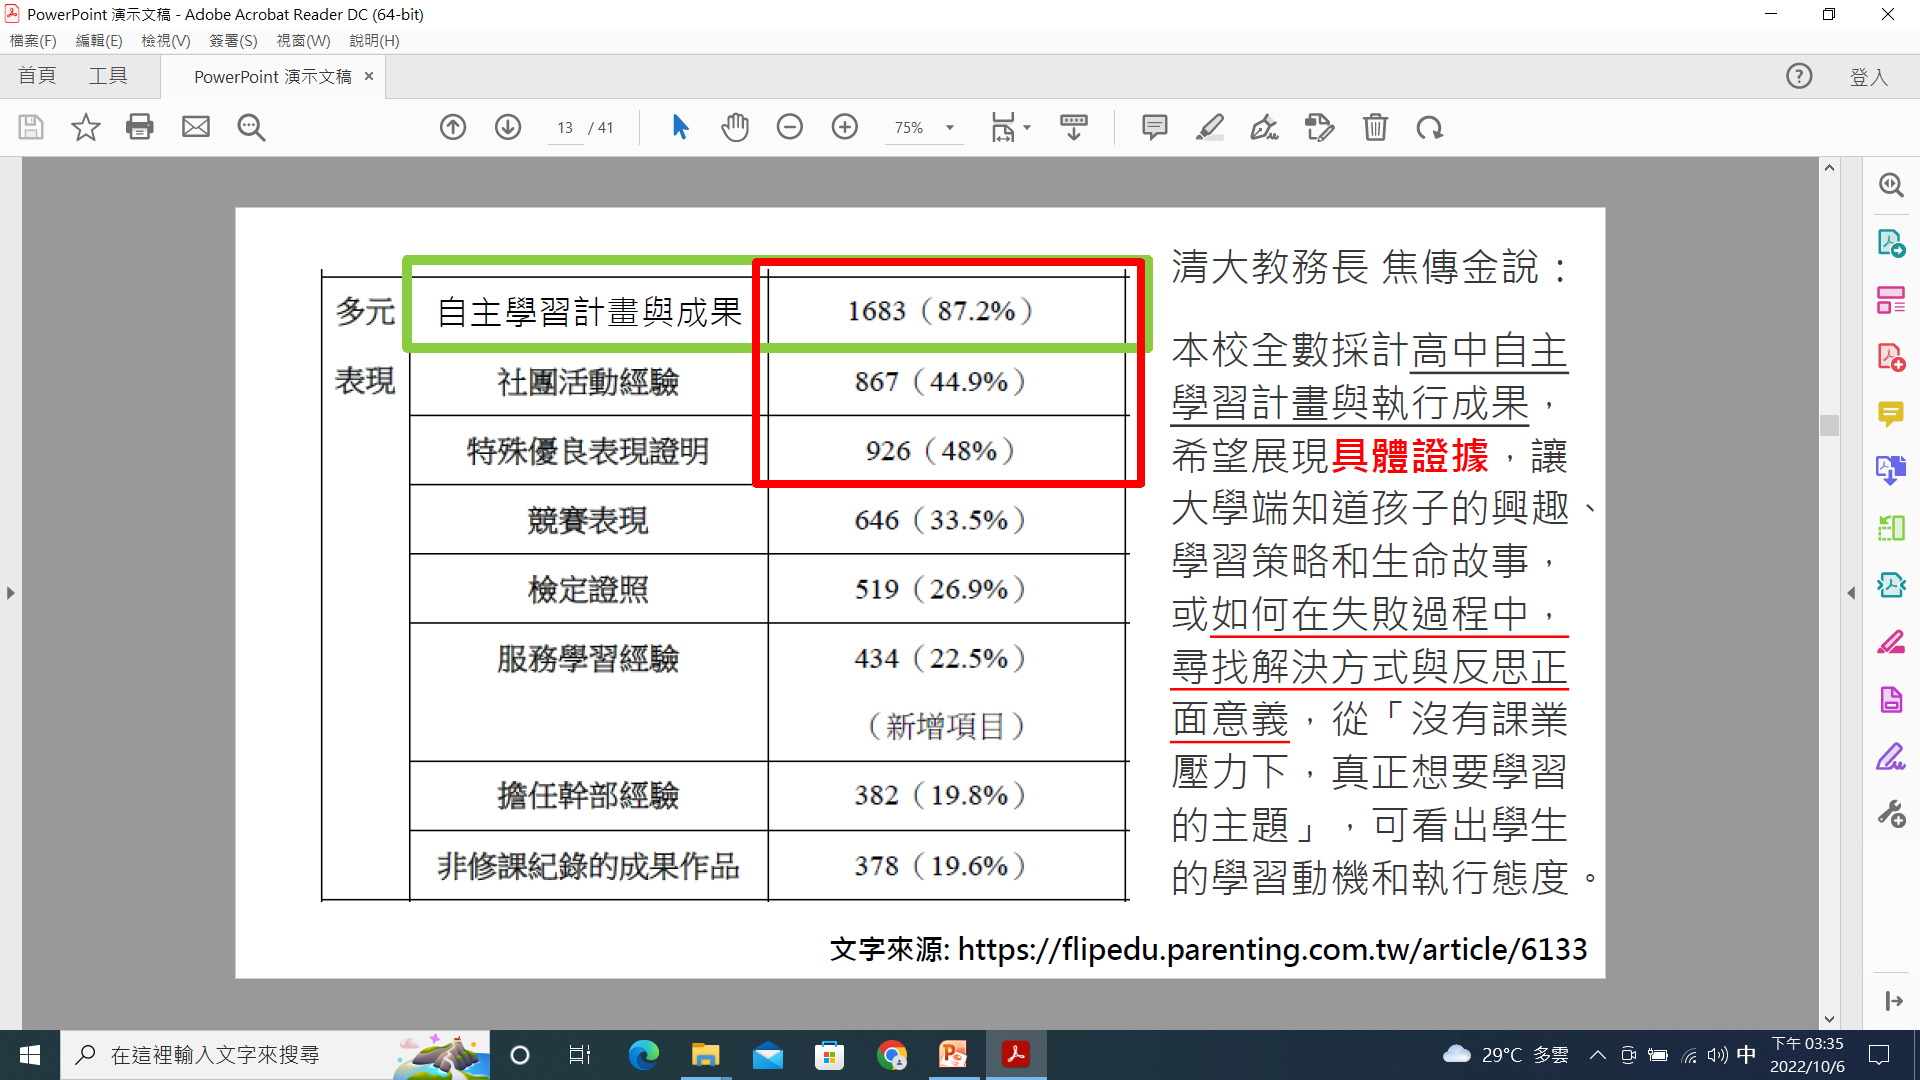 PowerPoint 演示文稿 - Adobe Acrobat Reader DC (64-bit)
檔案(F) 編輯(E) 檢視(V) 簽署(S) 視窗(W) 說明(H)
首頁 工具 PowerPoint 演示文稿 × 登入
13 / 41 75%
多元 自主學習計畫與成果 1683（87.2%）
表現 社團活動經驗 867（44.9%）
特殊優良表現證明 926（48%）
競賽表現 646（33.5%）
檢定證照 519（26.9%）
服務學習經驗 434（22.5%）
（新增項目）
擔任幹部經驗 382（19.8%）
非修課紀錄的成果作品 378（19.6%）
清大教務長 焦傳金說：
本校全數採計高中自主
學習計畫與執行成果，
希望展現具體證據，讓
大學端知道孩子的興趣、
學習策略和生命故事，
或如何在失敗過程中，
尋找解決方式與反思正
面意義，從「沒有課業
壓力下，真正想要學習
的主題」，可看出學生
的學習動機和執行態度。
文字來源: https://flipedu.parenting.com.tw/article/6133
在這裡輸入文字來搜尋
29°C 多雲
中
下午 03:35
2022/10/6